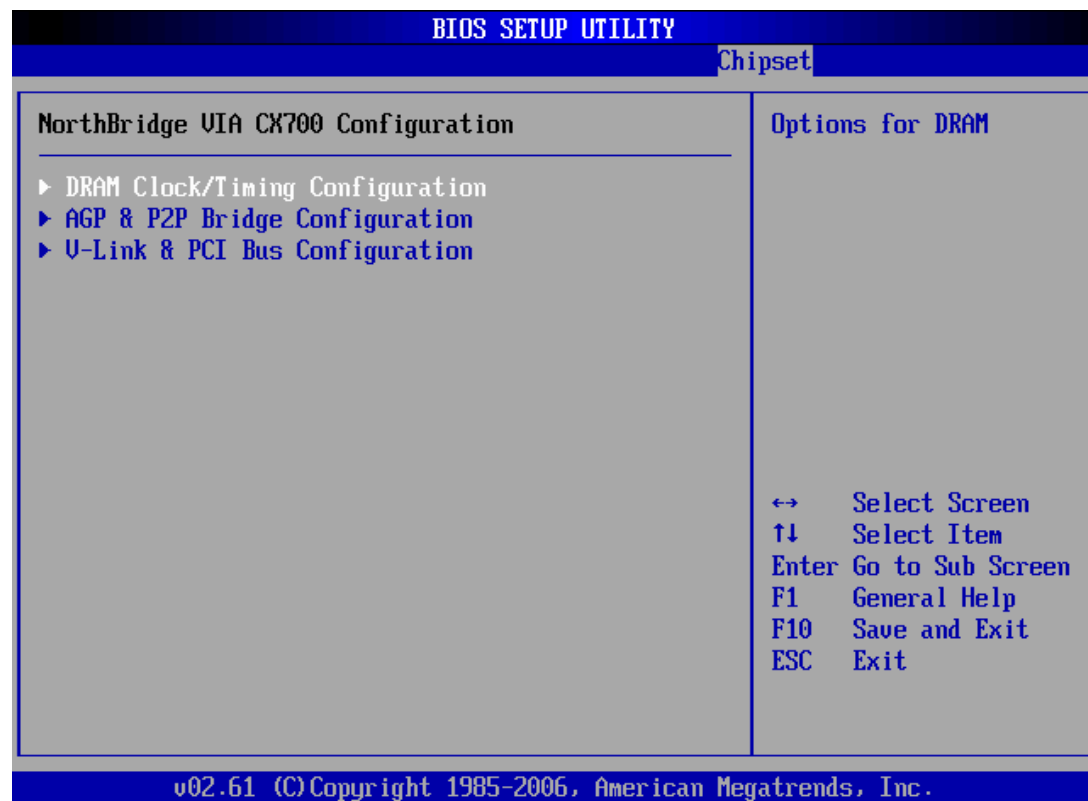 BIOS SETUP UTILITY
Chipset
NorthBridge VIA CX700 Configuration
DRAM Clock/Timing Configuration
AGP & P2P Bridge Configuration
V-Link & PCI Bus Configuration
Options for DRAM
↔ Select Screen
↑↓ Select Item
Enter Go to Sub Screen
F1 General Help
F10 Save and Exit
ESC Exit
v02.61 (C)Copyright 1985-2006, American Megatrends, Inc.